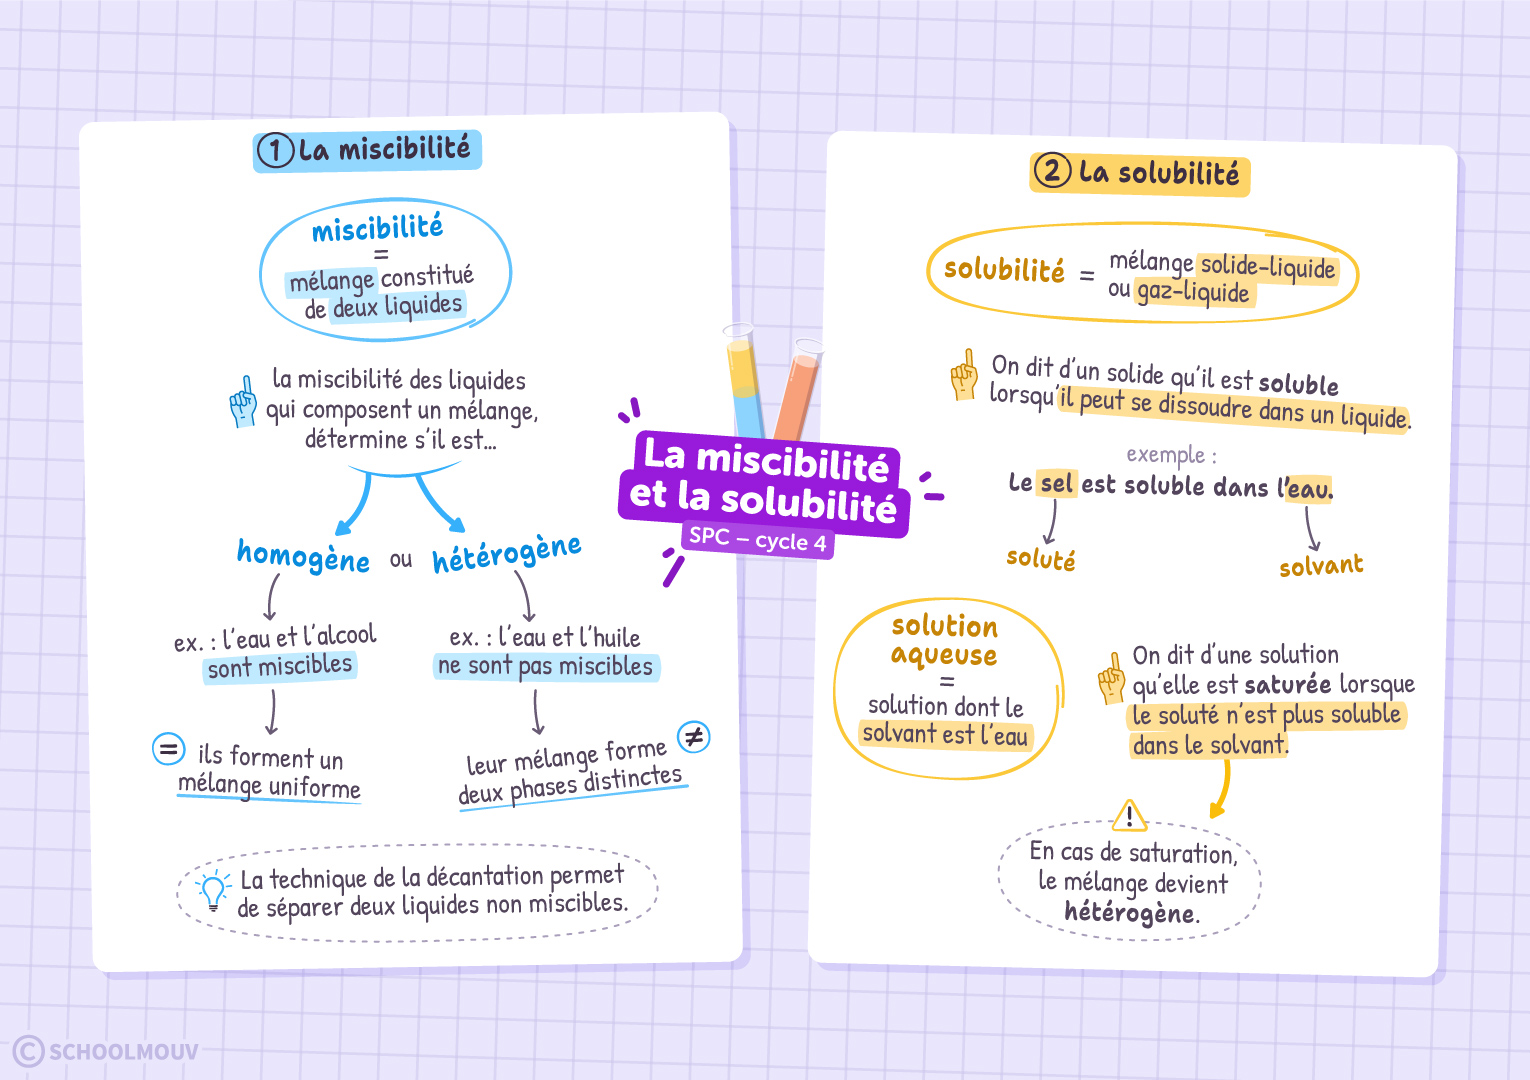 1 La miscibilité
miscibilité
=
mélange constitué
de deux liquides
la miscibilité des liquides
qui composent un mélange,
détermine s'il est...
homogène ou hétérogène
ex. : l'eau et l'alcool
sont miscibles
=
ils forment un
mélange uniforme
ex. : l'eau et l'huile
ne sont pas miscibles
≠
leur mélange forme
deux phases distinctes
La technique de la décantation permet
de séparer deux liquides non miscibles.
La miscibilité
et la solubilité
SPC – cycle 4
2 La solubilité
solubilité = mélange solide-liquide
ou gaz-liquide
On dit d'un solide qu'il est soluble
lorsqu'il peut se dissoudre dans un liquide.
exemple :
Le sel est soluble dans l'eau.
soluté
solvant
solution
aqueuse
=
solution dont le
solvant est l'eau
On dit d'une solution
qu'elle est saturée lorsque
le soluté n'est plus soluble
dans le solvant.
!
En cas de saturation,
le mélange devient
hétérogène.
© SCHOOLMOUV